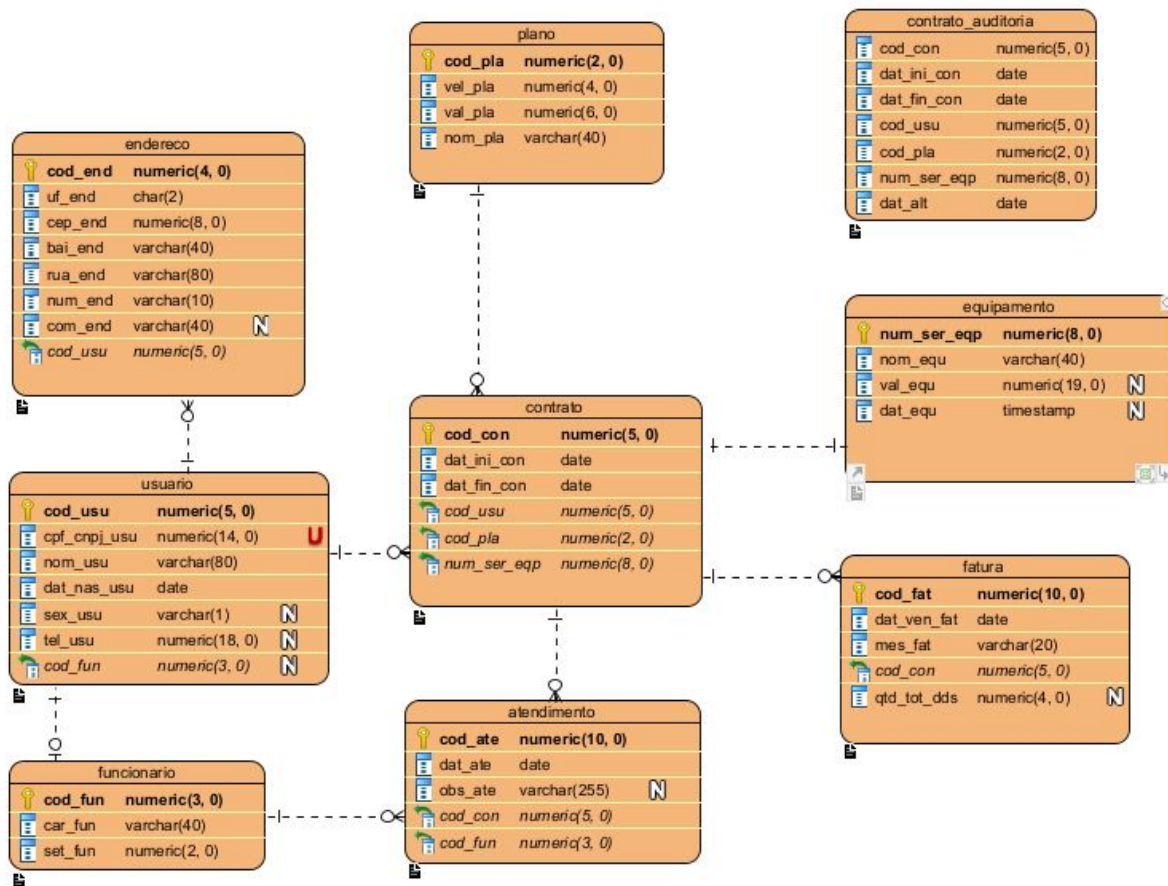 plano
cod_pla numeric(2, 0)
vel_pla numeric(4, 0)
val_pla numeric(6, 0)
nom_pla varchar(40)
contrato_auditoria
cod_con numeric(5, 0)
dat_ini_con date
dat_fin_con date
cod_usu numeric(5, 0)
cod_pla numeric(2, 0)
num_ser_eqp numeric(8, 0)
dat_alt date
endereco
cod_end numeric(4, 0)
uf_end char(2)
cep_end numeric(8, 0)
bai_end varchar(40)
rua_end varchar(80)
num_end varchar(10)
com_end varchar(40) N
cod_usu numeric(5, 0)
equipamento
num_ser_eqp numeric(8, 0)
nom_equ varchar(40)
val_equ numeric(19, 0) N
dat_equ timestamp N
contrato
cod_con numeric(5, 0)
dat_ini_con date
dat_fin_con date
cod_usu numeric(5, 0)
cod_pla numeric(2, 0)
num_ser_eqp numeric(8, 0)
usuario
cod_usu numeric(5, 0)
cpf_cnpj_usu numeric(14, 0) U
nom_usu varchar(80)
dat_nas_usu date
sex_usu varchar(1) N
tel_usu numeric(18, 0) N
cod_fun numeric(3, 0) N
fatura
cod_fat numeric(10, 0)
dat_ven_fat date
mes_fat varchar(20)
cod_con numeric(5, 0)
qtd_tot_dds numeric(4, 0) N
atendimento
cod_ate numeric(10, 0)
dat_ate date
obs_ate varchar(255) N
cod_con numeric(5, 0)
cod_fun numeric(3, 0)
funcionario
cod_fun numeric(3, 0)
car_fun varchar(40)
set_fun numeric(2, 0)